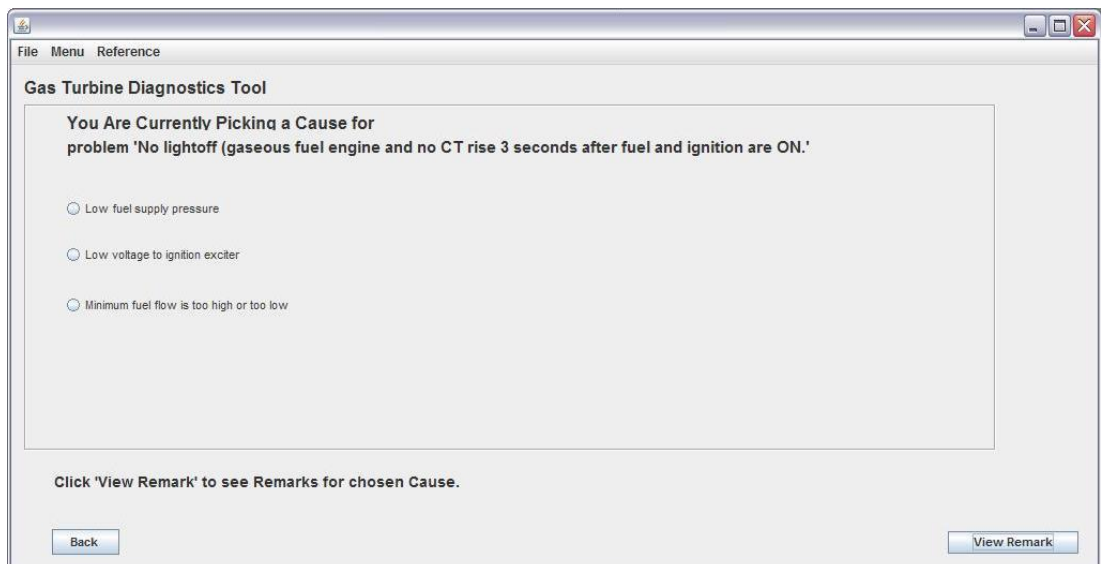 File Menu Reference
Gas Turbine Diagnostics Tool
You Are Currently Picking a Cause for
problem 'No lightoff (gaseous fuel engine and no CT rise 3 seconds after fuel and ignition are ON.'
Low fuel supply pressure
Low voltage to ignition exciter
Minimum fuel flow is too high or too low
Click 'View Remark' to see Remarks for chosen Cause.
Back
View Remark